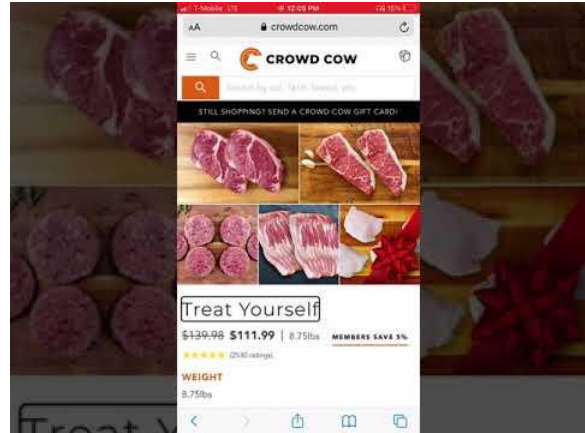 T-Mobile LTE 12:05 PM
AA crowdcow.com
CROWD COW
STILL SHOPPING? SEND A CROWD COW GIFT CARD!
Treat Yourself
$139.98 $111.99 | 8.75lbs MEMBERS SAVE 5%
WEIGHT
8.75lbs
Treat Y